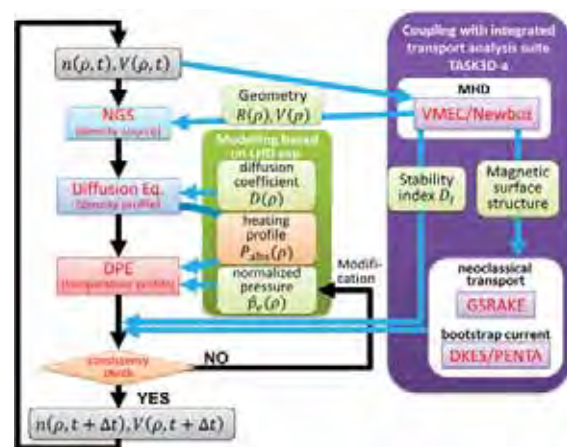 n(ρ,t),V(ρ,t)
NGS
(density source)
Diffusion Eq.
(density profile)
DPE
(temperature profile)
consistency
check
NO
YES
n(ρ,t + Δt),V(ρ,t + Δt)
Geometry
R(ρ),V(ρ)
Modelling based
on LHD exp.
diffusion
coefficient
D(ρ)
heating
profile
P_abs(ρ)
normalized
pressure
p̂_e(ρ)
Modifi-
cation
Coupling with integrated
transport analysis suite
TASK3D-a
MHD
VMEC/Newboz
Stability
index D_I
Magnetic
surface
structure
neoclassical
transport
GSRAKE
bootstrap current
DKES/PENTA